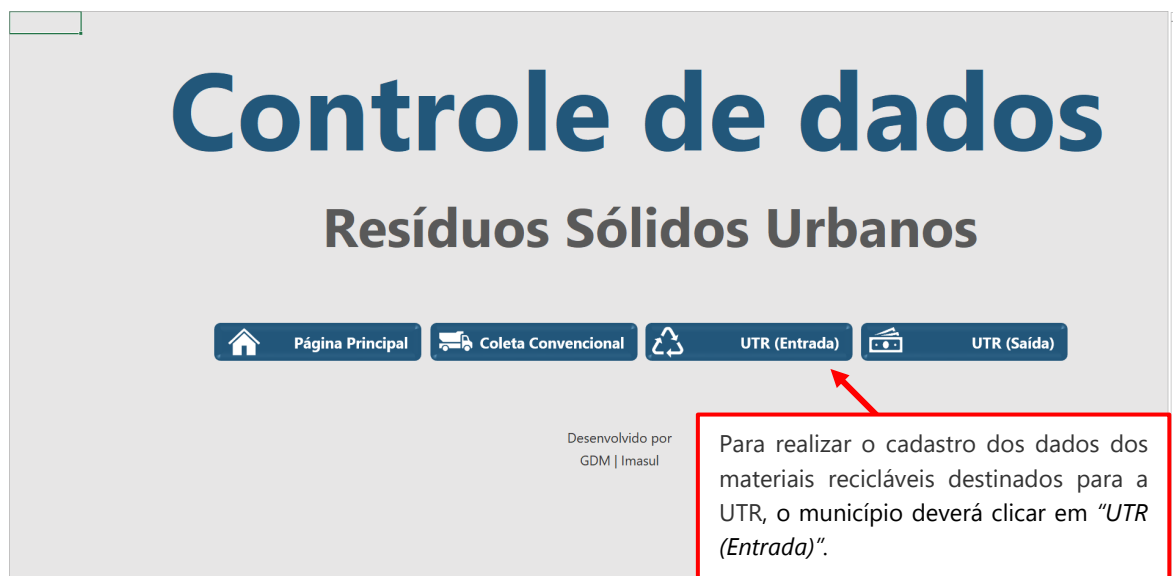 Controle de dados
Resíduos Sólidos Urbanos
Página Principal
Coleta Convencional
UTR (Entrada)
UTR (Saída)
Desenvolvido por
GDM | Imasul
Para realizar o cadastro dos dados dos
materiais recicláveis destinados para a
UTR, o município deverá clicar em “UTR
(Entrada)”.